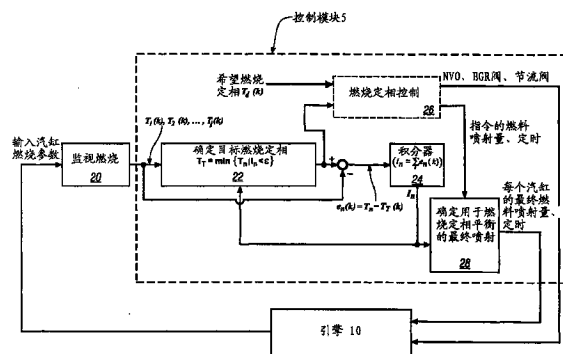 控制模块5
希望燃烧
定相Td(k)
燃烧定相控制
26
NVO、EGR阀、节流阀
输入汽缸
燃烧参数
监视燃烧
20
T1(k), T2(k), ..., Tj(k)
确定目标燃烧定相
TT = min {Tn|In<ε}
22
+
-
en(k)=Tn-TT(k)
积分器
(In=∑en(k))
24
In
指令的燃料
喷射量、定时
确定用于燃
烧定相平衡
的最终喷射
28
每个汽缸的
的最终燃
料喷射量、
定时
引擎 10